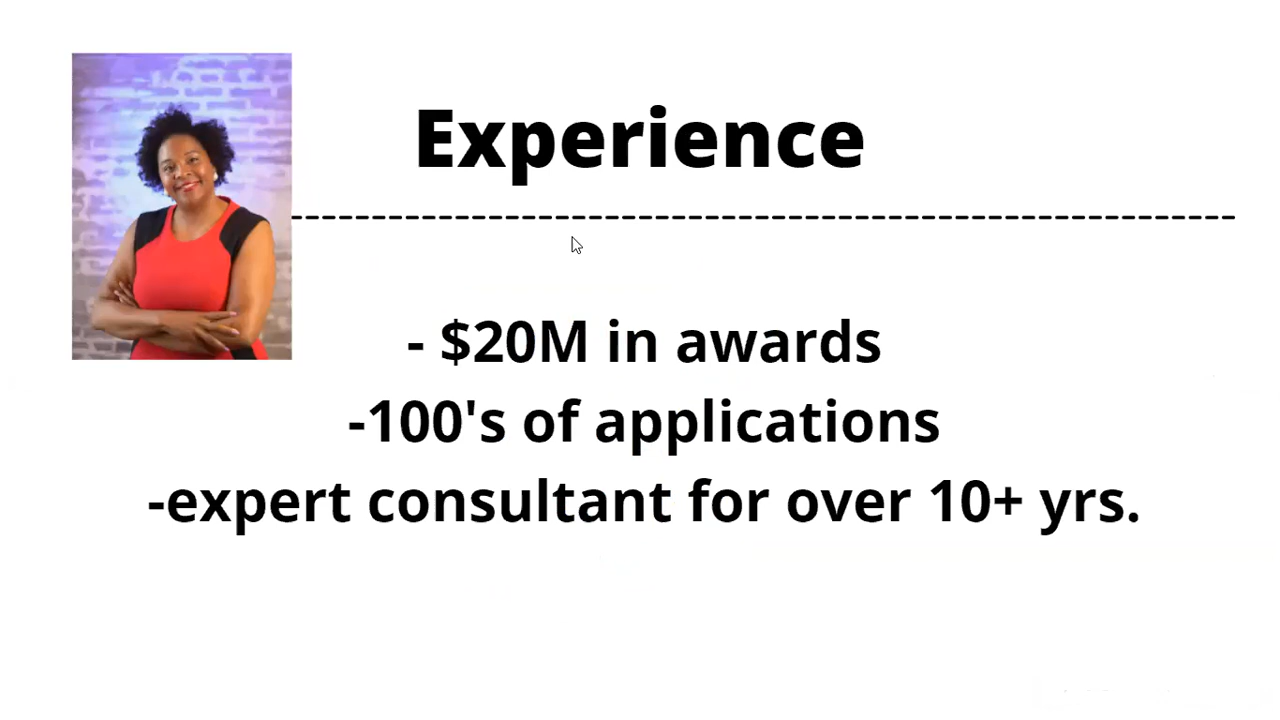 Experience
- $20M in awards
-100's of applications
-expert consultant for over 10+ yrs.